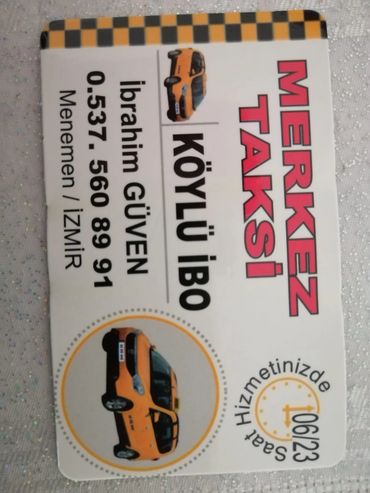 MERKEZ
TAKSİ
KÖYLÜ İBO
İbrahim GÜVEN
0.537. 560 89 91
Menemen / İZMİR
06/23
Saat Hizmetinizde